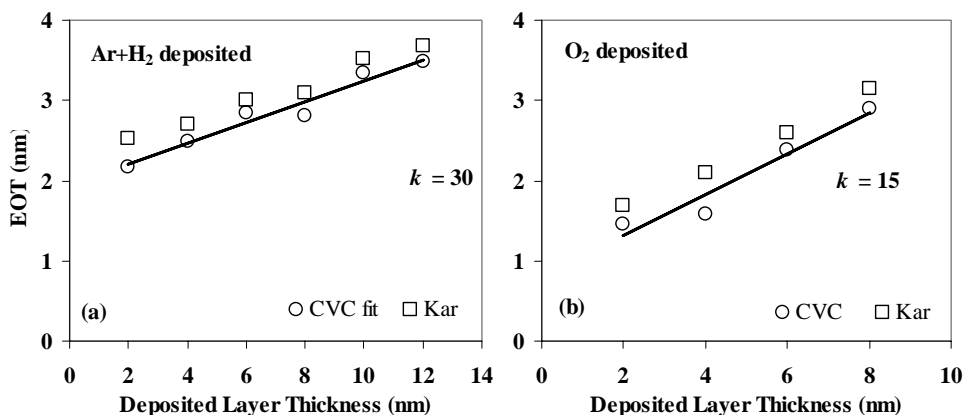 4
3
2
1
0
EOT (nm)
Ar+H₂ deposited
k = 30
(a)
CVC fit
Kar
0 2 4 6 8 10 12 14
Deposited Layer Thickness (nm)
4
3
2
1
0
O₂ deposited
k = 15
(b)
CVC
Kar
0 2 4 6 8 10
Deposited Layer Thickness (nm)